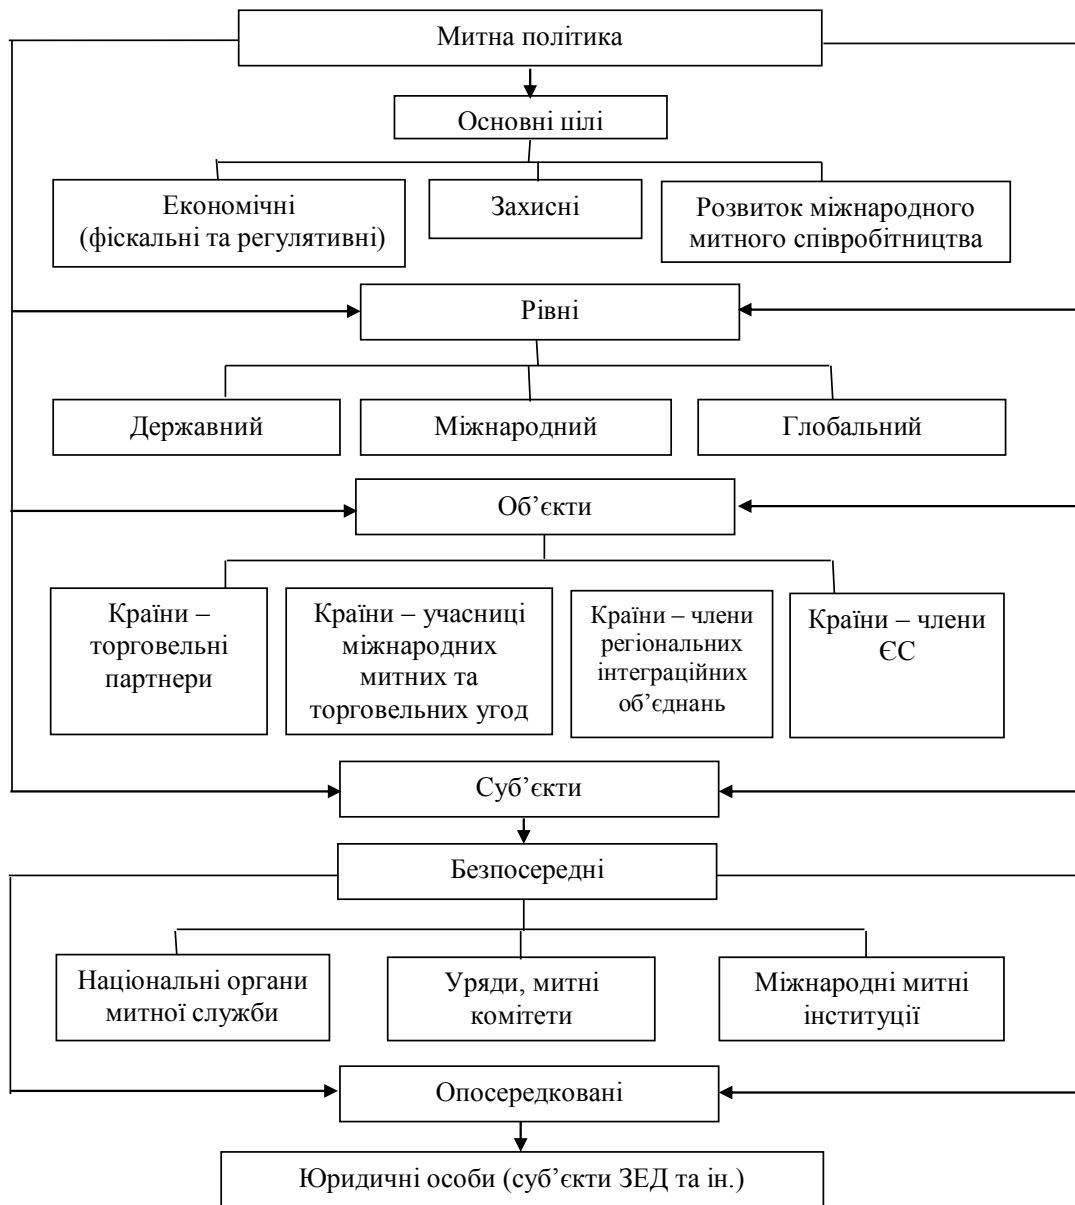 Митна політика
Основні цілі
Економічні
(фіскальні та регулятивні)
Захисні
Розвиток міжнародного
митного співробітництва
Рівні
Державний
Міжнародний
Глобальний
Об’єкти
Країни –
торговельні
партнери
Країни – учасниці
міжнародних
митних та
торговельних угод
Країни – члени
регіональних
інтеграційних
об’єднань
Країни – члени
ЄС
Суб’єкти
Безпосередні
Національні органи
митної служби
Уряди, митні
комітети
Міжнародні митні
інституції
Опосередковані
Юридичні особи (суб’єкти ЗЕД та ін.)